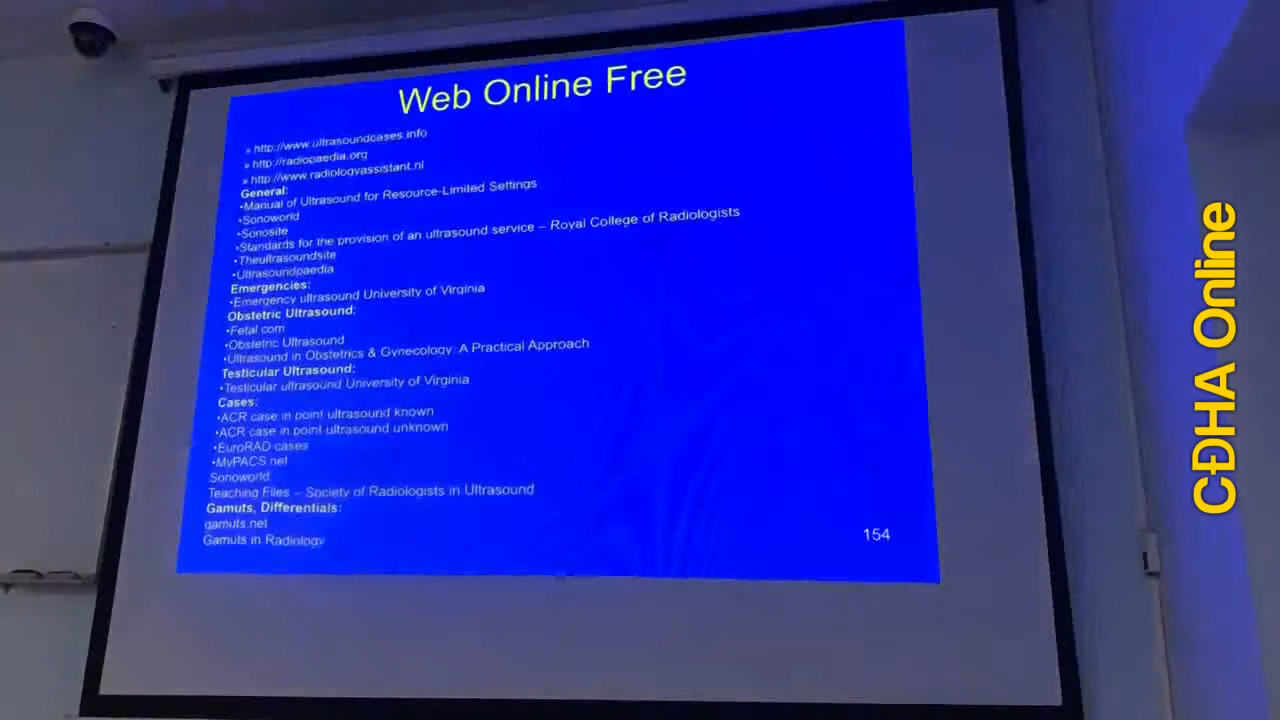 Web Online Free
» http://www.ultrasoundcases.info
» http://radiopaedia.org
» http://www.radiologyassistant.nl
General:
•Manual of Ultrasound for Resource-Limited Settings
•Sonoworld
•Sonosite
•Standards for the provision of an ultrasound service – Royal College of Radiologists
•Theultrasoundsite
•Ultrasoundpaedia
Emergencies:
•Emergency ultrasound University of Virginia
Obstetric Ultrasound:
•Fetal.com
•Obstetric Ultrasound
•Ultrasound in Obstetrics & Gynecology: A Practical Approach
Testicular Ultrasound:
•Testicular ultrasound University of Virginia
Cases:
•ACR case in point ultrasound known
•ACR case in point ultrasound unknown
•EuroRAD cases
•MyPACS.net
Sonoworld
Teaching Files – Society of Radiologists in Ultrasound
Gamuts, Differentials:
gamuts.net
Gamuts in Radiology
154
CĐHA Online